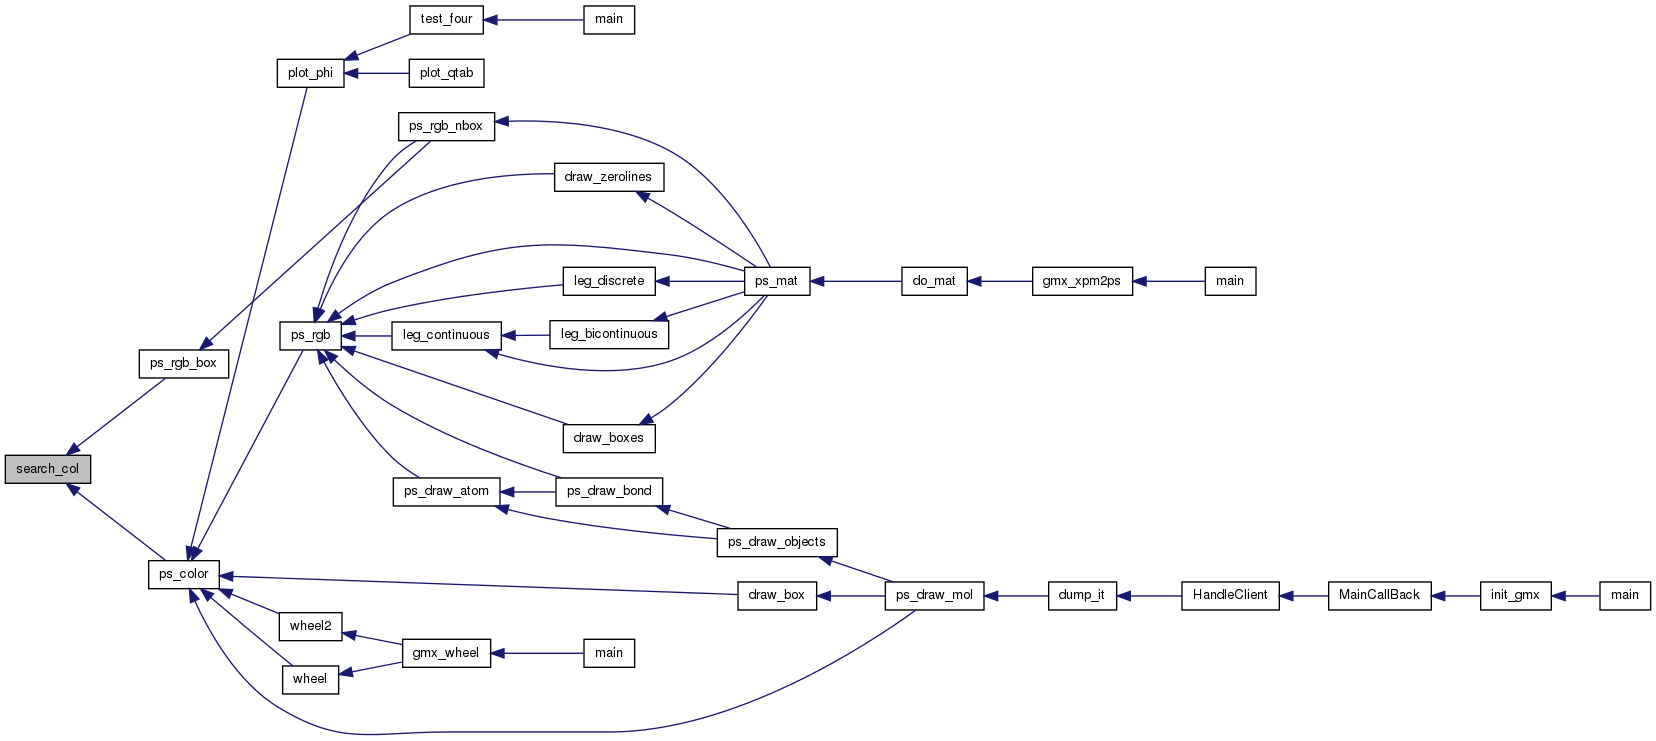 test_four
main
plot_phi
plot_qtab
ps_rgb_nbox
draw_zerolines
leg_discrete
ps_mat
do_mat
gmx_xpm2ps
main
ps_rgb
leg_continuous
leg_bicontinuous
ps_rgb_box
draw_boxes
search_col
ps_draw_atom
ps_draw_bond
ps_draw_objects
ps_color
draw_box
ps_draw_mol
dump_it
HandleClient
MainCallBack
init_gmx
main
wheel2
gmx_wheel
main
wheel